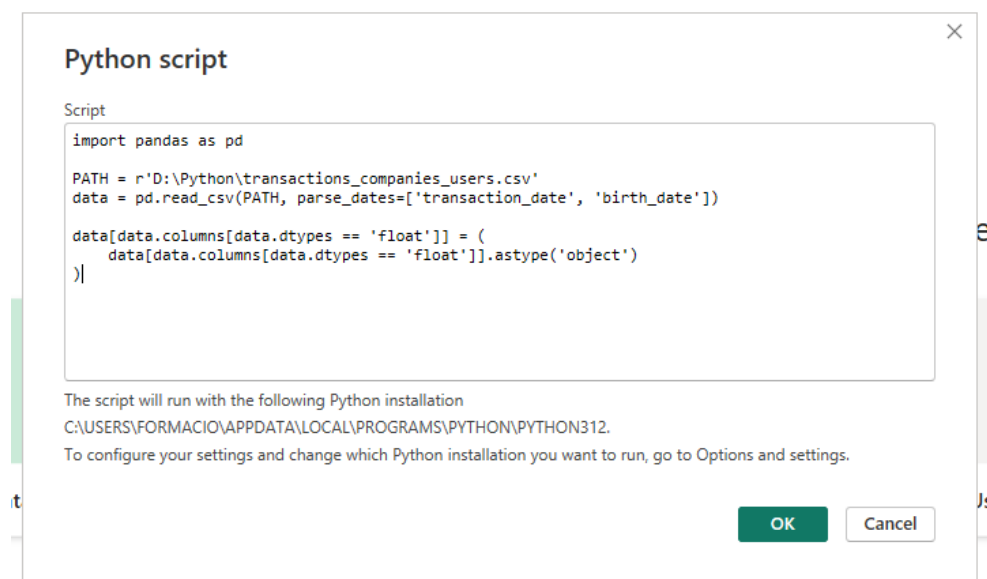 Python script
Script
import pandas as pd
PATH = r'D:\Python\transactions_companies_users.csv'
data = pd.read_csv(PATH, parse_dates=['transaction_date', 'birth_date'])
data[data.columns[data.dtypes == 'float']] = (
    data[data.columns[data.dtypes == 'float']].astype('object')
)
The script will run with the following Python installation
C:\USERS\FORMACIO\APPDATA\LOCAL\PROGRAMS\PYTHON\PYTHON312.
To configure your settings and change which Python installation you want to run, go to Options and settings.
OK
Cancel